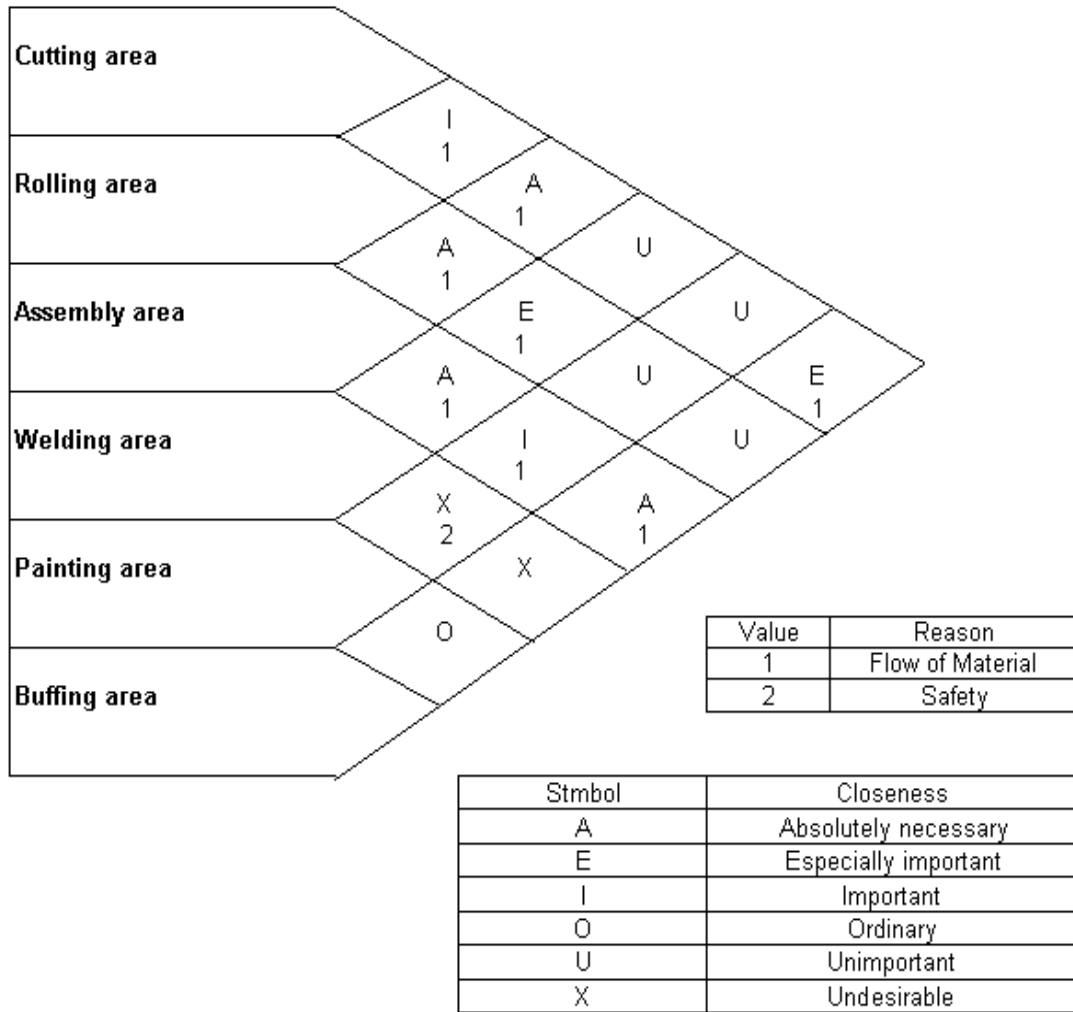 Cutting area
I
1
Rolling area
A
1
A
1
U
Assembly area
E
1
U
A
1
U
E
1
Welding area
I
1
U
X
2
A
1
Painting area
X
O
Value Reason
1 Flow of Material
2 Safety
Buffing area
Stmbol Closeness
A Absolutely necessary
E Especially important
I Important
O Ordinary
U Unimportant
X Undesirable